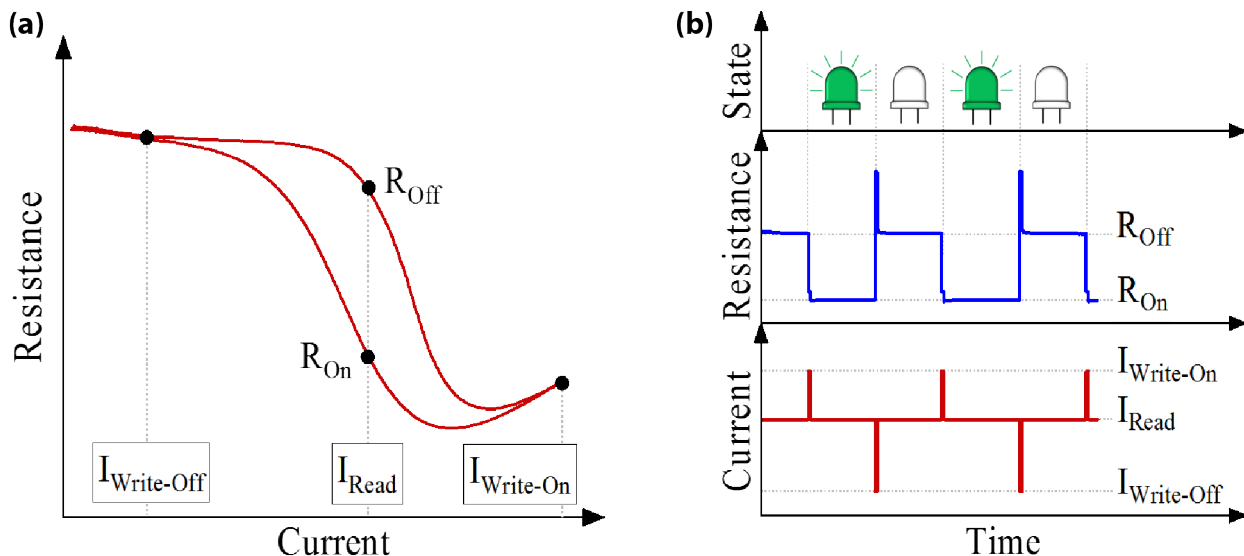 (a)
Resistance
R_Off
R_On
I_Write-Off
I_Read
I_Write-On
Current
(b)
State
Resistance
R_Off
R_On
Current
I_Write-On
I_Read
I_Write-Off
Time